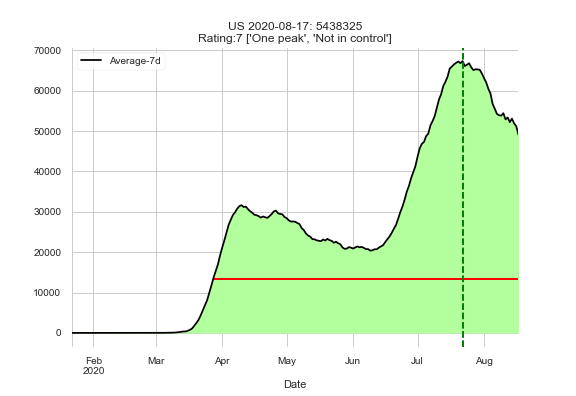 US 2020-08-17: 5438325
Rating:7 ['One peak', 'Not in control']
70000
Average-7d
60000
50000
40000
30000
20000
10000
0
Feb Mar Apr May Jun Jul Aug
2020
Date